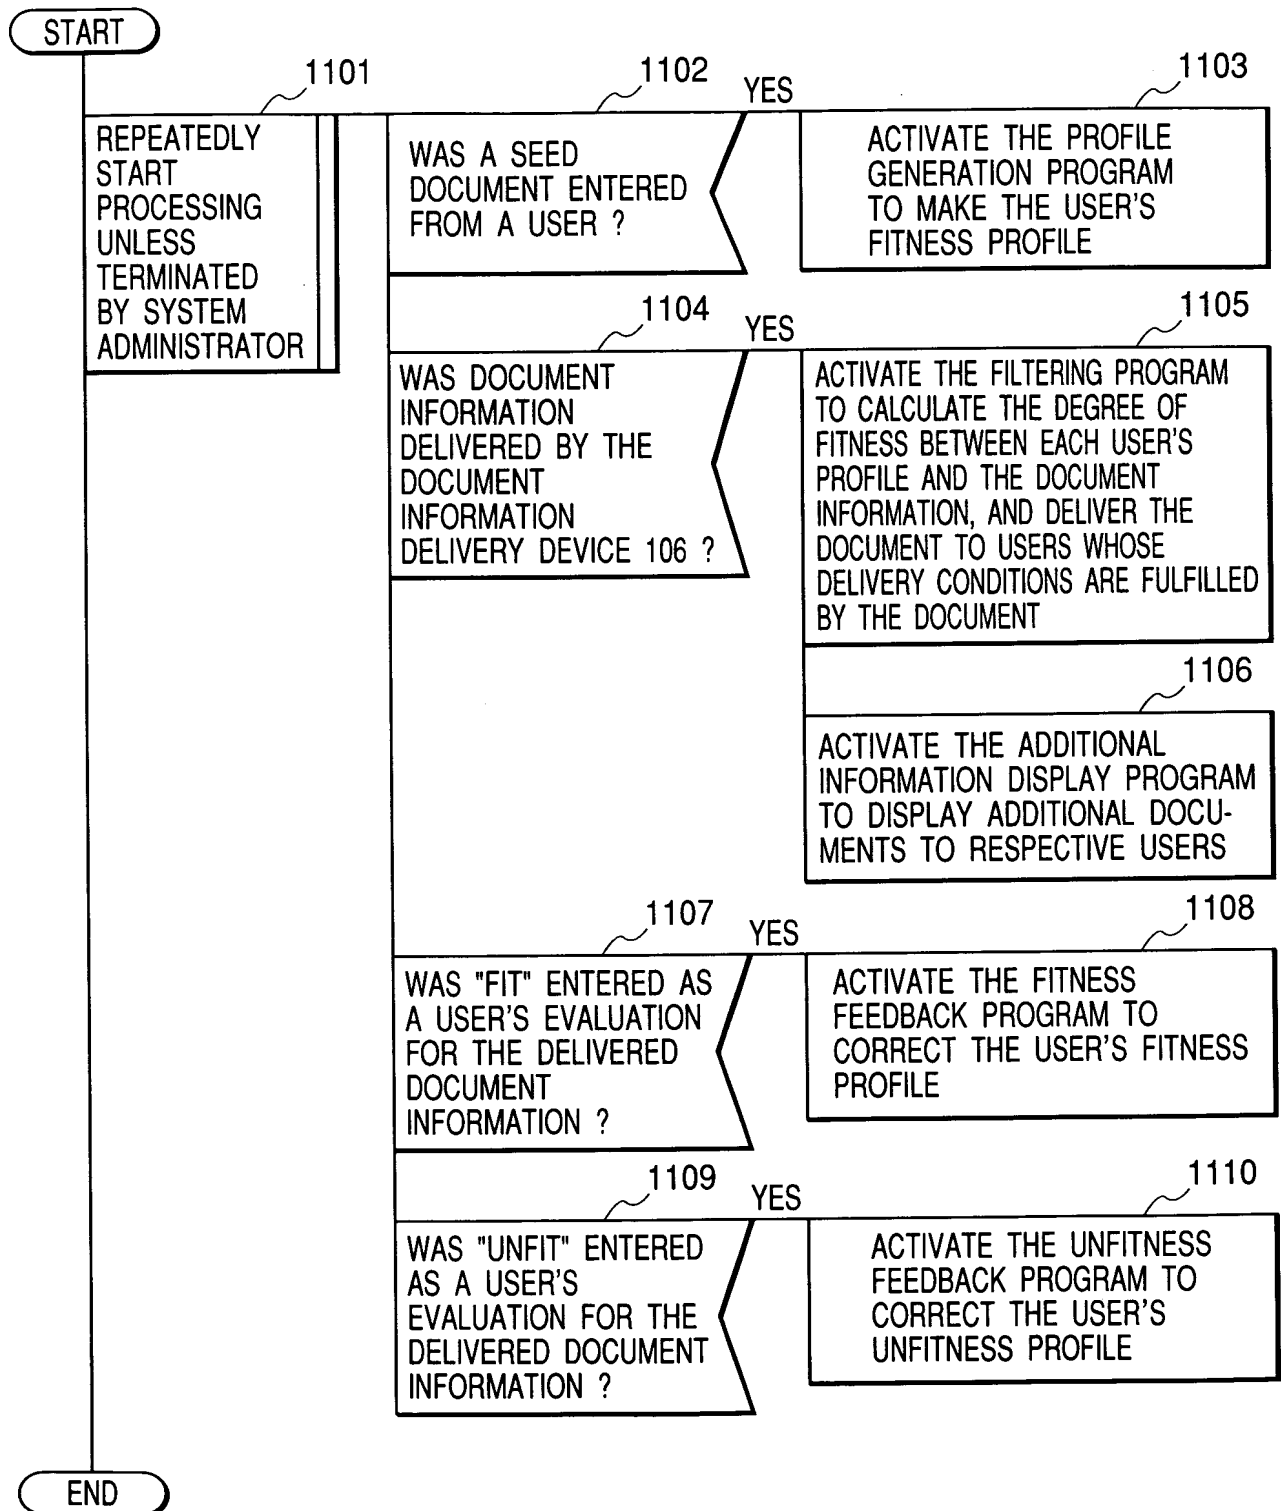 START
1101
REPEATEDLY
START
PROCESSING
UNLESS
TERMINATED
BY SYSTEM
ADMINISTRATOR
1102
WAS A SEED
DOCUMENT ENTERED
FROM A USER ?
YES
1103
ACTIVATE THE PROFILE
GENERATION PROGRAM
TO MAKE THE USER'S
FITNESS PROFILE
1104
WAS DOCUMENT
INFORMATION
DELIVERED BY THE
DOCUMENT
INFORMATION
DELIVERY DEVICE 106 ?
YES
1105
ACTIVATE THE FILTERING PROGRAM
TO CALCULATE THE DEGREE OF
FITNESS BETWEEN EACH USER'S
PROFILE AND THE DOCUMENT
INFORMATION, AND DELIVER THE
DOCUMENT TO USERS WHOSE
DELIVERY CONDITIONS ARE FULFILLED
BY THE DOCUMENT
1106
ACTIVATE THE ADDITIONAL
INFORMATION DISPLAY PROGRAM
TO DISPLAY ADDITIONAL DOCU-
MENTS TO RESPECTIVE USERS
1107
WAS "FIT" ENTERED AS
A USER'S EVALUATION
FOR THE DELIVERED
DOCUMENT
INFORMATION ?
YES
1108
ACTIVATE THE FITNESS
FEEDBACK PROGRAM TO
CORRECT THE USER'S FITNESS
PROFILE
1109
WAS "UNFIT" ENTERED
AS A USER'S
EVALUATION FOR THE
DELIVERED DOCUMENT
INFORMATION ?
YES
1110
ACTIVATE THE UNFITNESS
FEEDBACK PROGRAM TO
CORRECT THE USER'S
UNFITNESS PROFILE
END